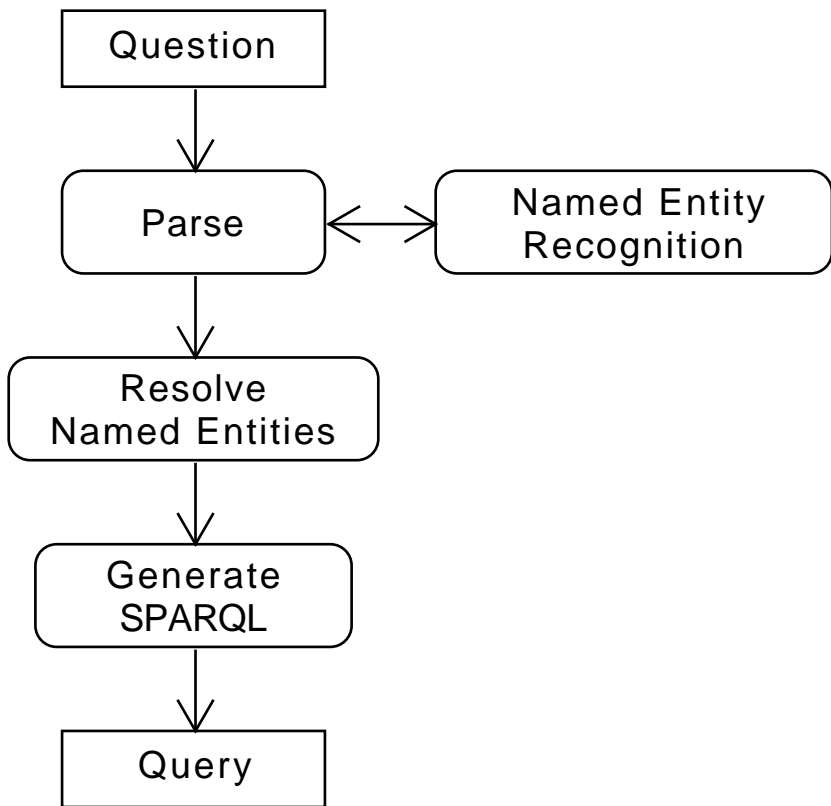 Question
Parse
Named Entity
Recognition
Resolve
Named Entities
Generate
SPARQL
Query